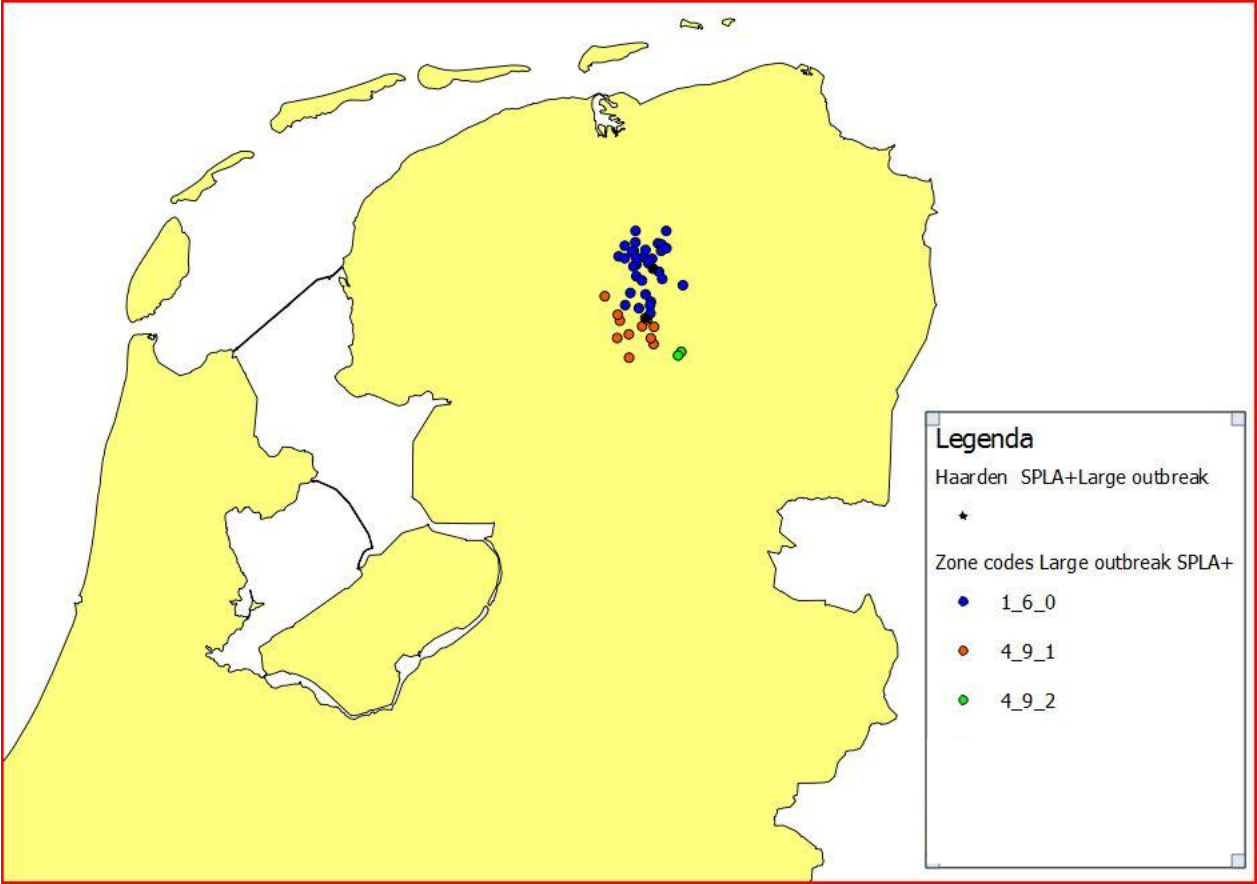 Legenda
Haarden SPLA+Large outbreak
Zone codes Large outbreak SPLA+
1_6_0
4_9_1
4_9_2